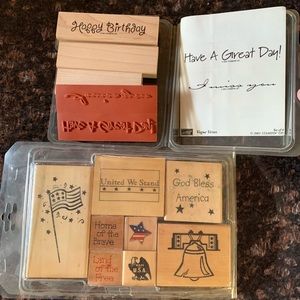 Happy Birthday
Have A Great Day!
I miss you
United We Stand
God Bless
America
Home
of the
Brave
Land
of the
Free
USA